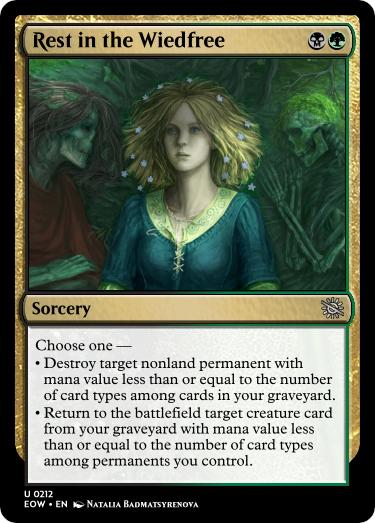 Rest in the Wiedfree
Sorcery
Choose one —
• Destroy target nonland permanent with
mana value less than or equal to the number
of card types among cards in your graveyard.
• Return to the battlefield target creature card
from your graveyard with mana value less
than or equal to the number of card types
among permanents you control.
U 0212
EOW • EN Natalia Badmatsyrenova